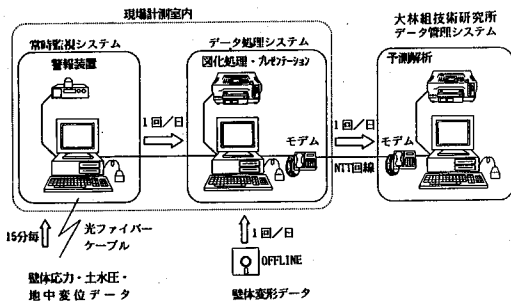 現場計測室内
大林組技術研究所
データ管理システム
常時監視システム
データ処理システム
警報装置
図化処理・プレゼンテーション
予測解析
1回/日
1回/日
モデム
モデム
NTT回線
15分毎
光ファイバー
ケーブル
1回/日
OFFLINE
壁体応力・土水圧・
地中変位データ
壁体変形データ